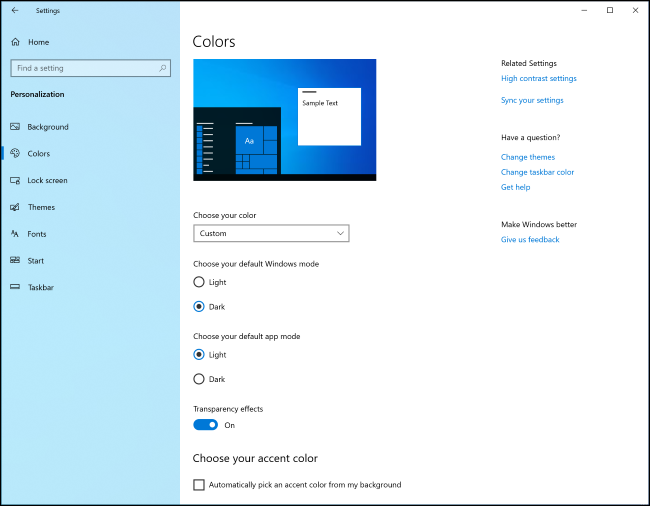 Settings
Home
Find a setting
Personalization
Background
Colors
Lock screen
Themes
Fonts
Start
Taskbar
Colors
Sample Text
Aa
Choose your color
Custom
Choose your default Windows mode
Light
Dark
Choose your default app mode
Light
Dark
Transparency effects
On
Choose your accent color
Automatically pick an accent color from my background
Related Settings
High contrast settings
Sync your settings
Have a question?
Change themes
Change taskbar color
Get help
Make Windows better
Give us feedback